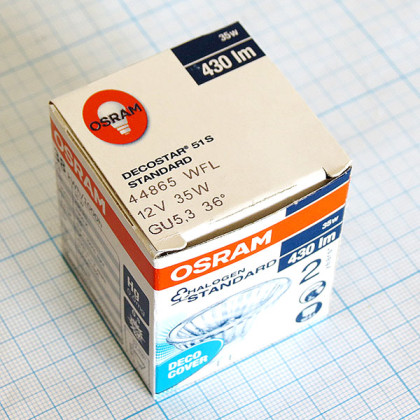 35W
430 lm
OSRAM
DECOSTAR® 51 S
STANDARD
44865 WFL
12V 35W
GU5,3 36°
OSRAM
35W
430 lm
HALOGEN
STANDARD
2
DECO
COVER
OSRAM